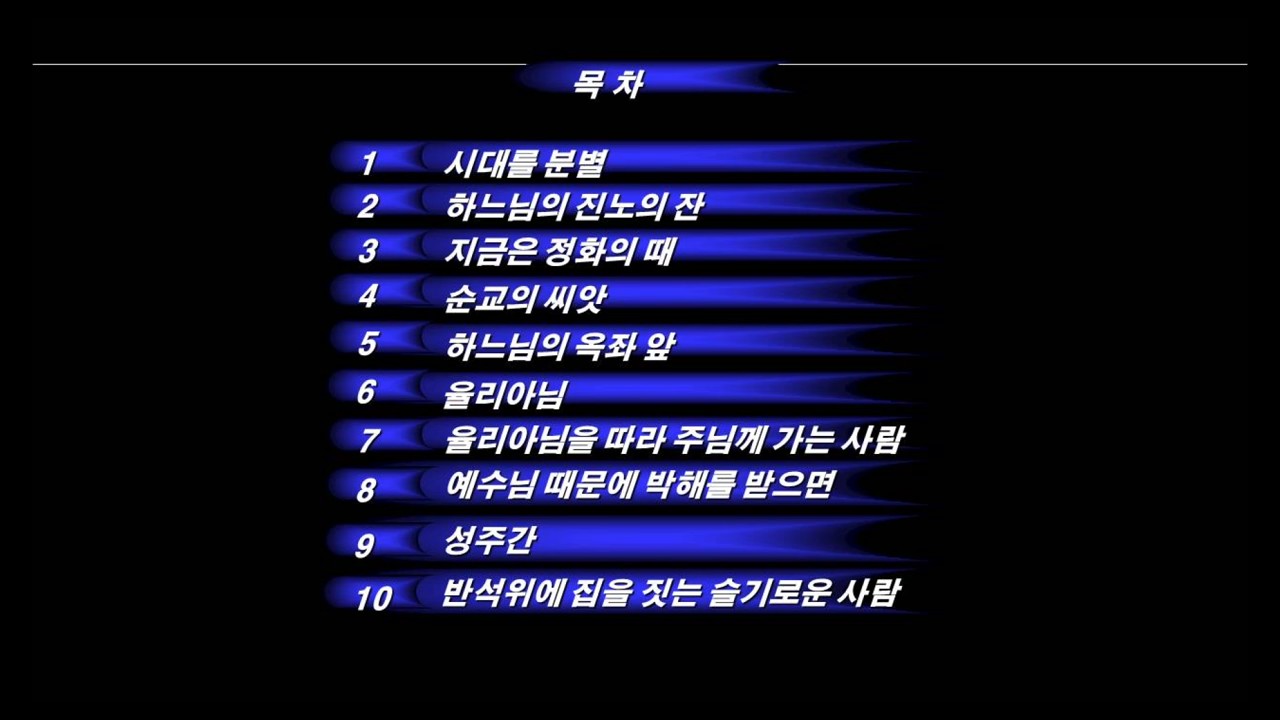 목 차
1 시대를 분별
2 하느님의 진노의 잔
3 지금은 정화의 때
4 순교의 씨앗
5 하느님의 옥좌 앞
6 율리아님
7 율리아님을 따라 주님께 가는 사람
8 예수님 때문에 박해를 받으면
9 성주간
10 반석위에 집을 짓는 슬기로운 사람